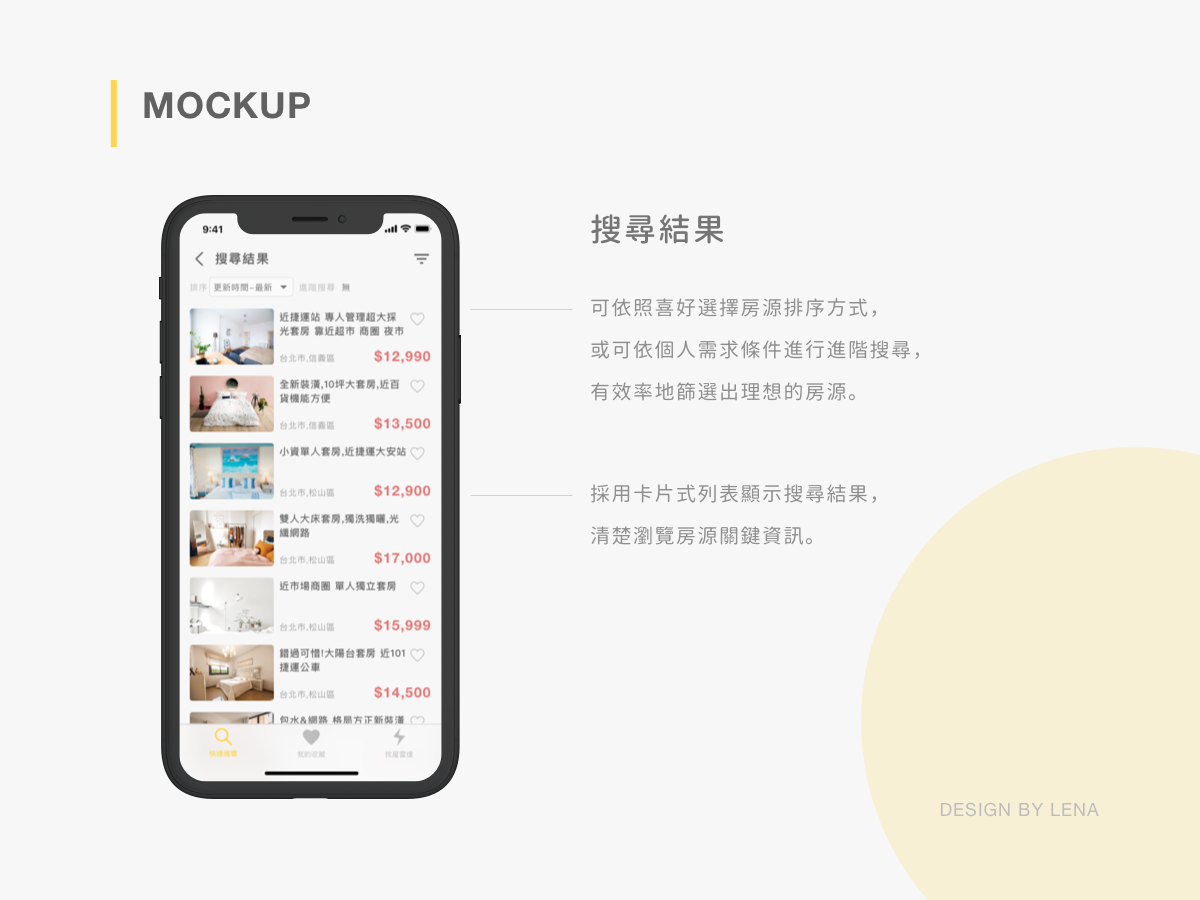 MOCKUP
9:41
搜尋結果
排序 更新時間–最新 進階搜尋 無
近捷運站 專人管理超大採
光套房 靠近超市 商圈 夜市
台北市,信義區 $12,990
全新裝潢,10坪大套房,近百
貨機能方便
台北市,信義區 $13,500
小資單人套房,近捷運大安站
台北市,松山區 $12,900
雙人大床套房,獨洗獨曬,光
纖網路
台北市,松山區 $17,000
近市場商圈 單人獨立套房
台北市,松山區 $15,999
錯過可惜!大陽台套房 近101
捷運公車
台北市,松山區 $14,500
包水&網路 格局方正新裝潢
快速搜尋 我的收藏
搜尋結果
可依照喜好選擇房源排序方式，
或可依個人需求條件進行進階搜尋，
有效率地篩選出理想的房源。
採用卡片式列表顯示搜尋結果，
清楚瀏覽房源關鍵資訊。
DESIGN BY LENA